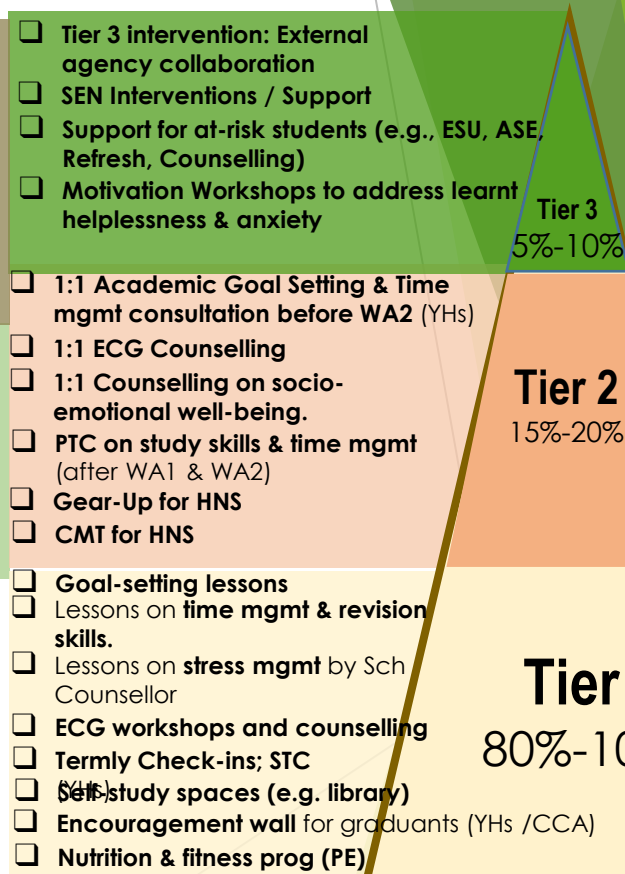 ❑ Tier 3 intervention: External
agency collaboration
❑ SEN Interventions / Support
❑ Support for at-risk students (e.g., ESU, ASE,
Refresh, Counselling)
❑ Motivation Workshops to address learnt
helplessness & anxiety
Tier 3
5%-10%
❑ 1:1 Academic Goal Setting & Time
mgmt consultation before WA2 (YHs)
❑ 1:1 ECG Counselling
❑ 1:1 Counselling on socio-
emotional well-being.
❑ PTC on study skills & time mgmt
(after WA1 & WA2)
❑ Gear-Up for HNS
❑ CMT for HNS
Tier 2
15%-20%
❑ Goal-setting lessons
❑ Lessons on time mgmt & revision
skills.
❑ Lessons on stress mgmt by Sch
Counsellor
❑ ECG workshops and counselling
❑ Termly Check-ins; STC
(YHs)
❑ Self-study spaces (e.g. library)
❑ Encouragement wall for graduants (YHs /CCA)
❑ Nutrition & fitness prog (PE)
Tier
80%-10